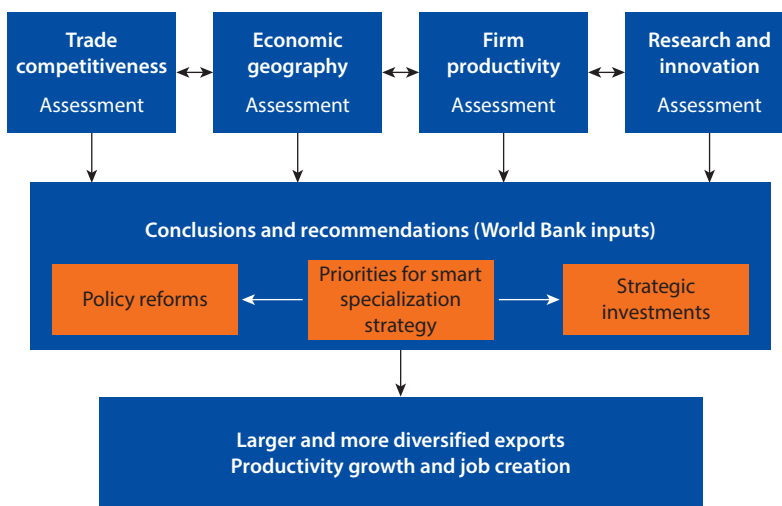 Trade
competitiveness
Assessment
Economic
geography
Assessment
Firm
productivity
Assessment
Research and
innovation
Assessment
Conclusions and recommendations (World Bank inputs)
Policy reforms
Priorities for smart
specialization
strategy
Strategic
investments
Larger and more diversified exports
Productivity growth and job creation